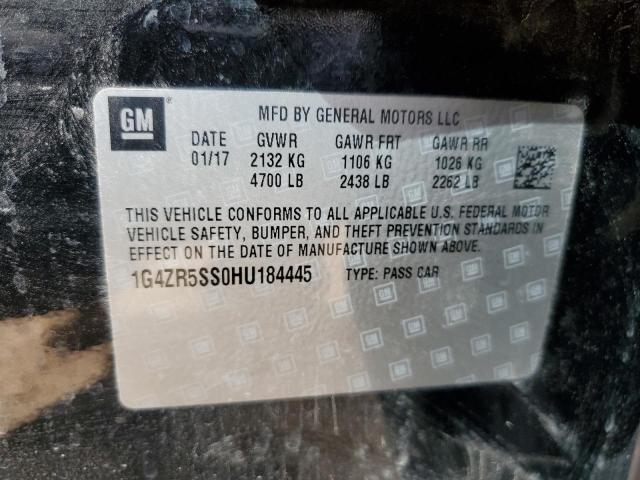 GM
MFD BY GENERAL MOTORS LLC
DATE GVWR GAWR FRT GAWR RR
01/17 2132 KG 1106 KG 1026 KG
4700 LB 2438 LB 2262 LB
THIS VEHICLE CONFORMS TO ALL APPLICABLE U.S. FEDERAL MOTOR
VEHICLE SAFETY, BUMPER, AND THEFT PREVENTION STANDARDS IN
EFFECT ON THE DATE OF MANUFACTURE SHOWN ABOVE.
1G4ZR5SS0HU184445 TYPE: PASS CAR